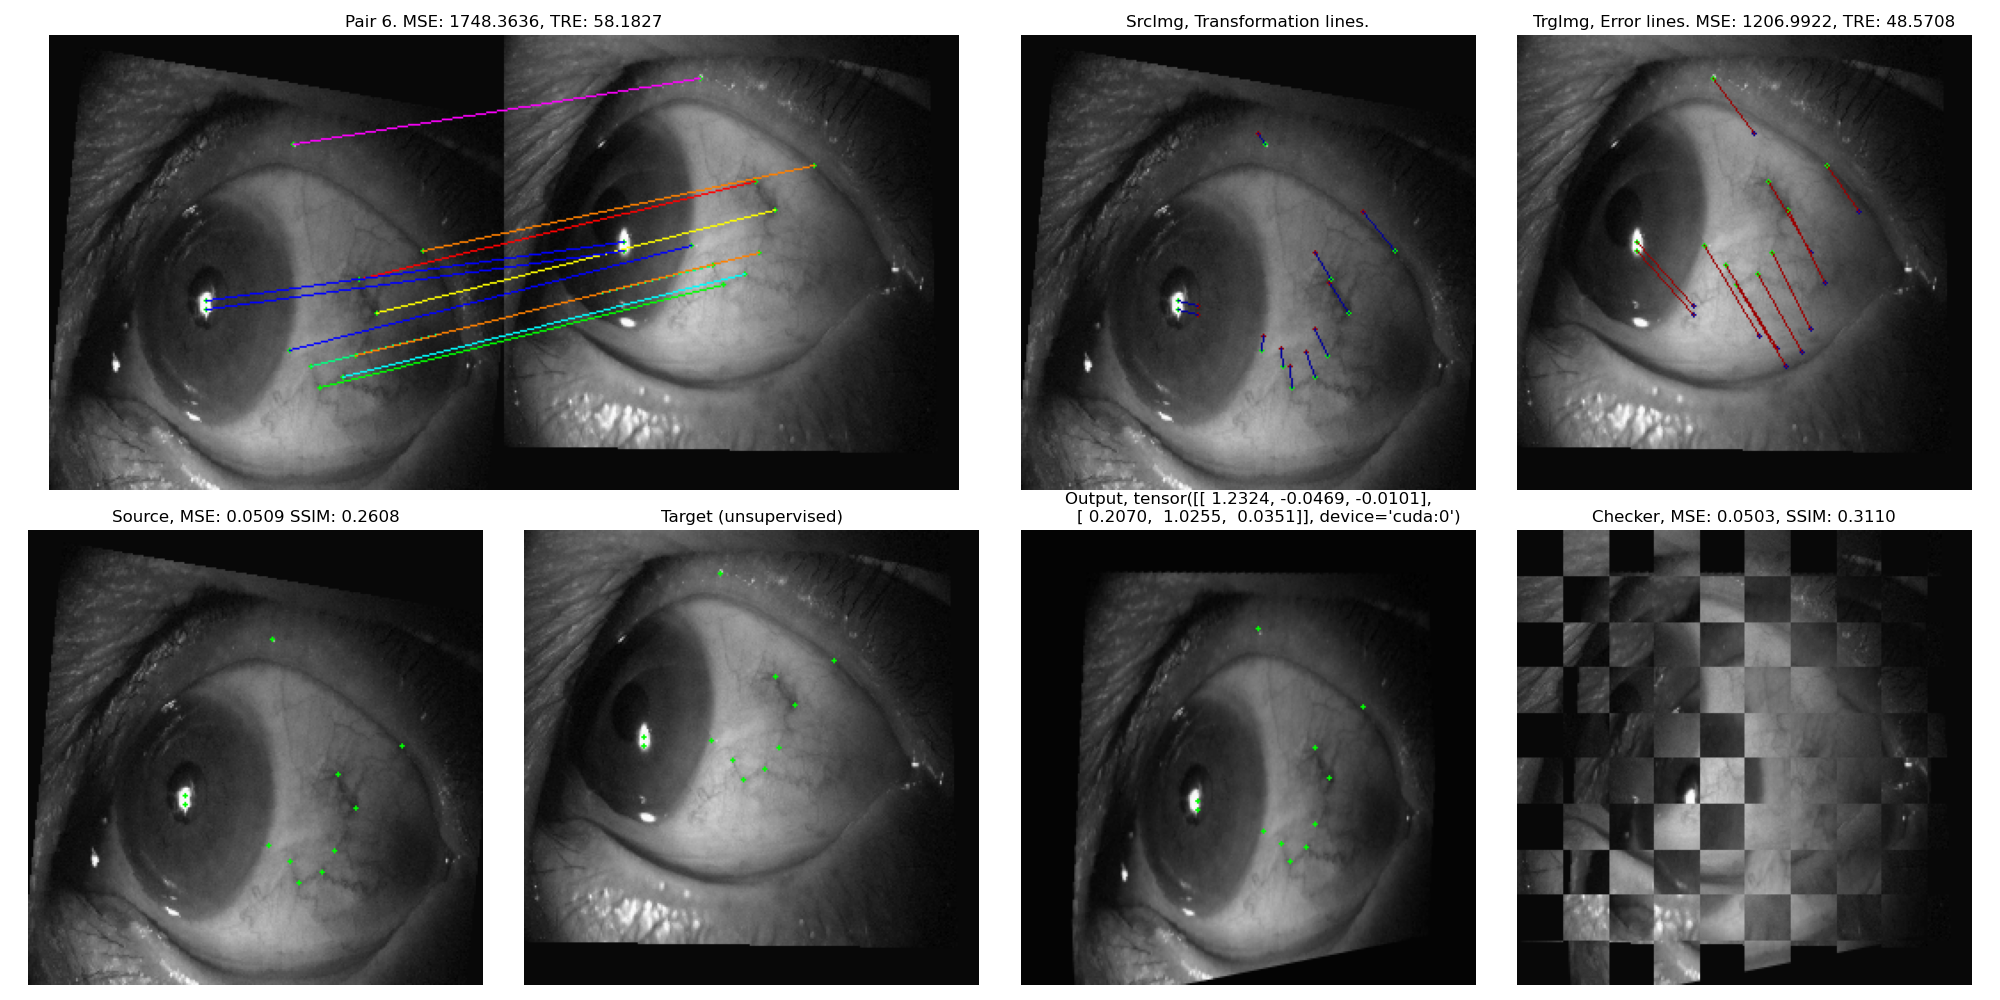 Pair 6. MSE: 1748.3636, TRE: 58.1827
SrcImg, Transformation lines.
TrgImg, Error lines. MSE: 1206.9922, TRE: 48.5708
Source, MSE: 0.0509 SSIM: 0.2608
Target (unsupervised)
Output, tensor([[ 1.2324, -0.0469, -0.0101],
[ 0.2070, 1.0255, 0.0351]], device='cuda:0')
Checker, MSE: 0.0503, SSIM: 0.3110